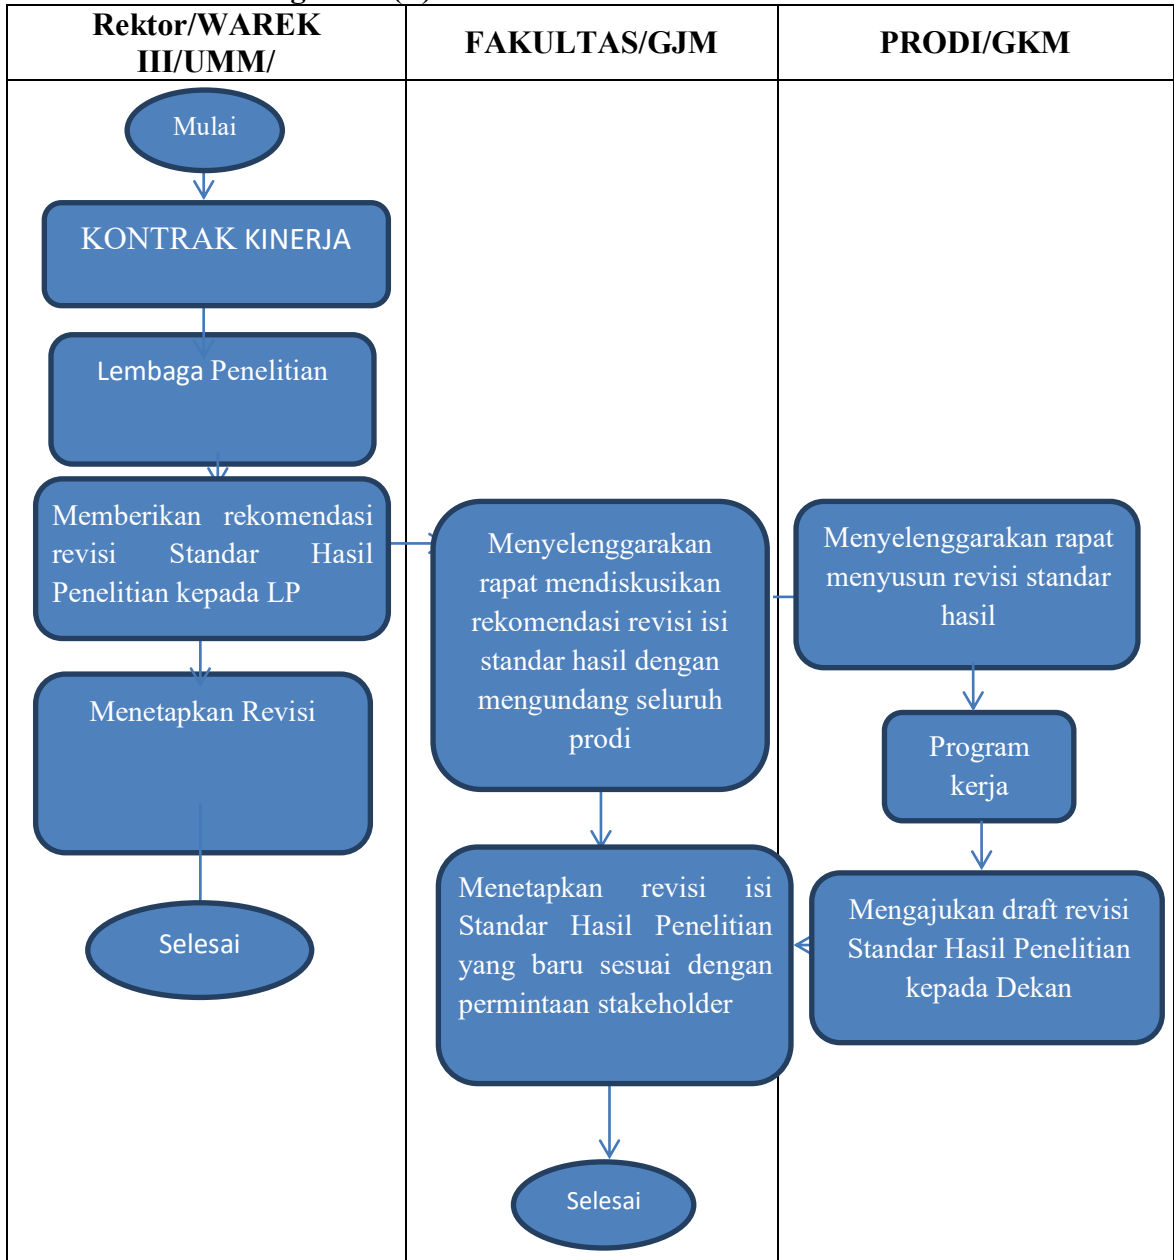 Rektor/WAREK
III/UMM/
FAKULTAS/GJM
PRODI/GKM
Mulai
KONTRAK KINERJA
Lembaga Penelitian
Memberikan rekomendasi
revisi Standar Hasil
Penelitian kepada LP
Menetapkan Revisi
Selesai
Menyelenggarakan
rapat mendiskusikan
rekomendasi revisi isi
standar hasil dengan
mengundang seluruh
prodi
Menetapkan revisi isi
Standar Hasil Penelitian
yang baru sesuai dengan
permintaan stakeholder
Selesai
Menyelenggarakan rapat
menyusun revisi standar
hasil
Program
kerja
Mengajukan draft revisi
Standar Hasil Penelitian
kepada Dekan